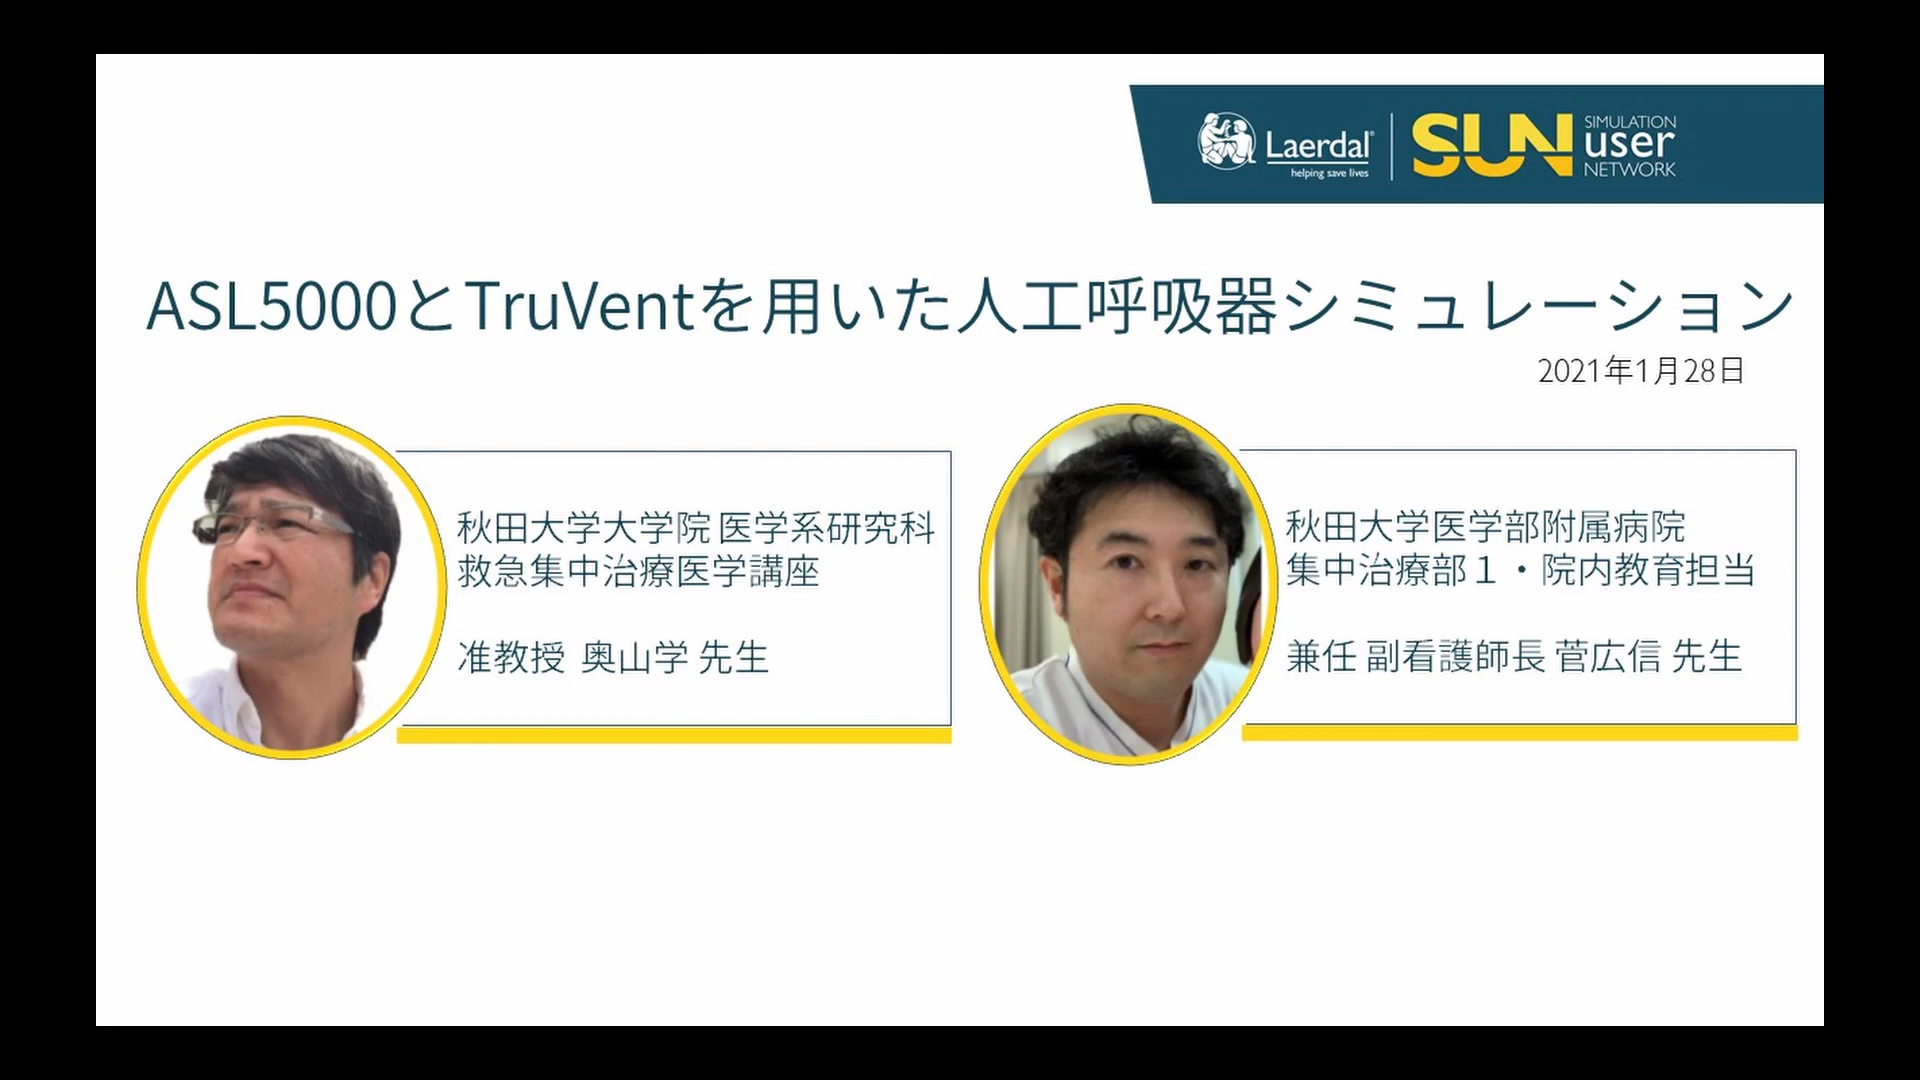 Laerdal
helping save lives
SUN
SIMULATION
user
NETWORK
ASL5000とTruVentを用いた人工呼吸器シミュレーション
2021年1月28日
秋田大学大学院 医学系研究科
救急集中治療医学講座
准教授 奥山学 先生
秋田大学医学部附属病院
集中治療部１・院内教育担当
兼任 副看護師長 菅広信 先生